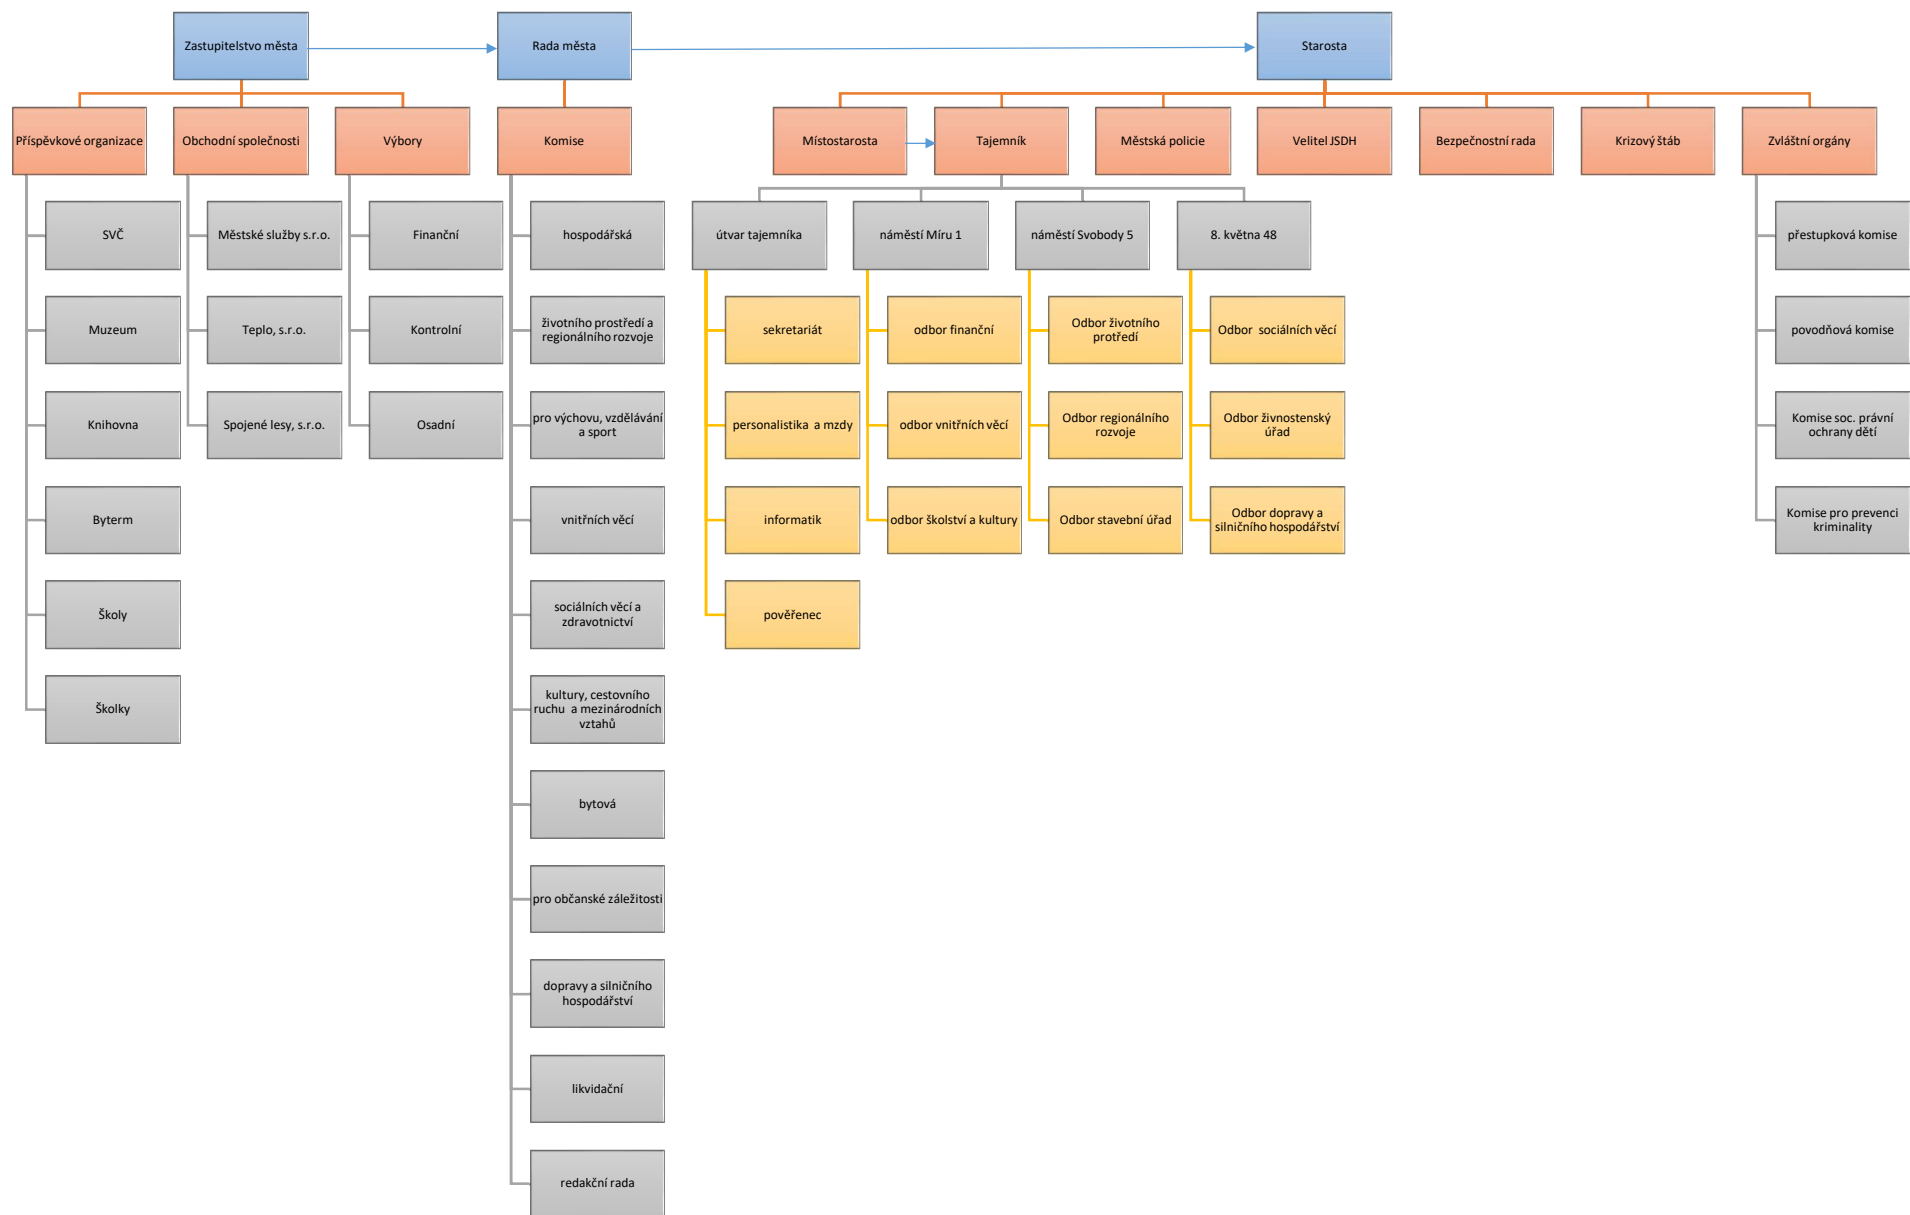 Zastupitelstvo města
Rada města
Starosta
Příspěvkové organizace
Obchodní společnosti
Výbory
Komise
Místostarosta
Tajemník
Městská policie
Velitel JSDH
Bezpečnostní rada
Krizový štáb
Zvláštní orgány
SVČ
Muzeum
Knihovna
Byterm
Školy
Školky
Městské služby s.r.o.
Teplo, s.r.o.
Spojené lesy, s.r.o.
Finanční
Kontrolní
Osadní
hospodářská
životního prostředí a
regionálního rozvoje
pro výchovu, vzdělávání
a sport
vnitřních věcí
sociálních věcí a
zdravotnictví
kultury, cestovního
ruchu a mezinárodních
vztahů
bytová
pro občanské záležitosti
dopravy a silničního
hospodářství
likvidační
redakční rada
útvar tajemníka
sekretariát
personalistika a mzdy
informatik
pověřenec
náměstí Míru 1
odbor finanční
odbor vnitřních věcí
odbor školství a kultury
náměstí Svobody 5
Odbor životního
protředí
Odbor regionálního
rozvoje
Odbor stavební úřad
8. května 48
Odbor sociálních věcí
Odbor živnostenský
úřad
Odbor dopravy a
silničního hospodářství
přestupková komise
povodňová komise
Komise soc. právní
ochrany dětí
Komise pro prevenci
kriminality